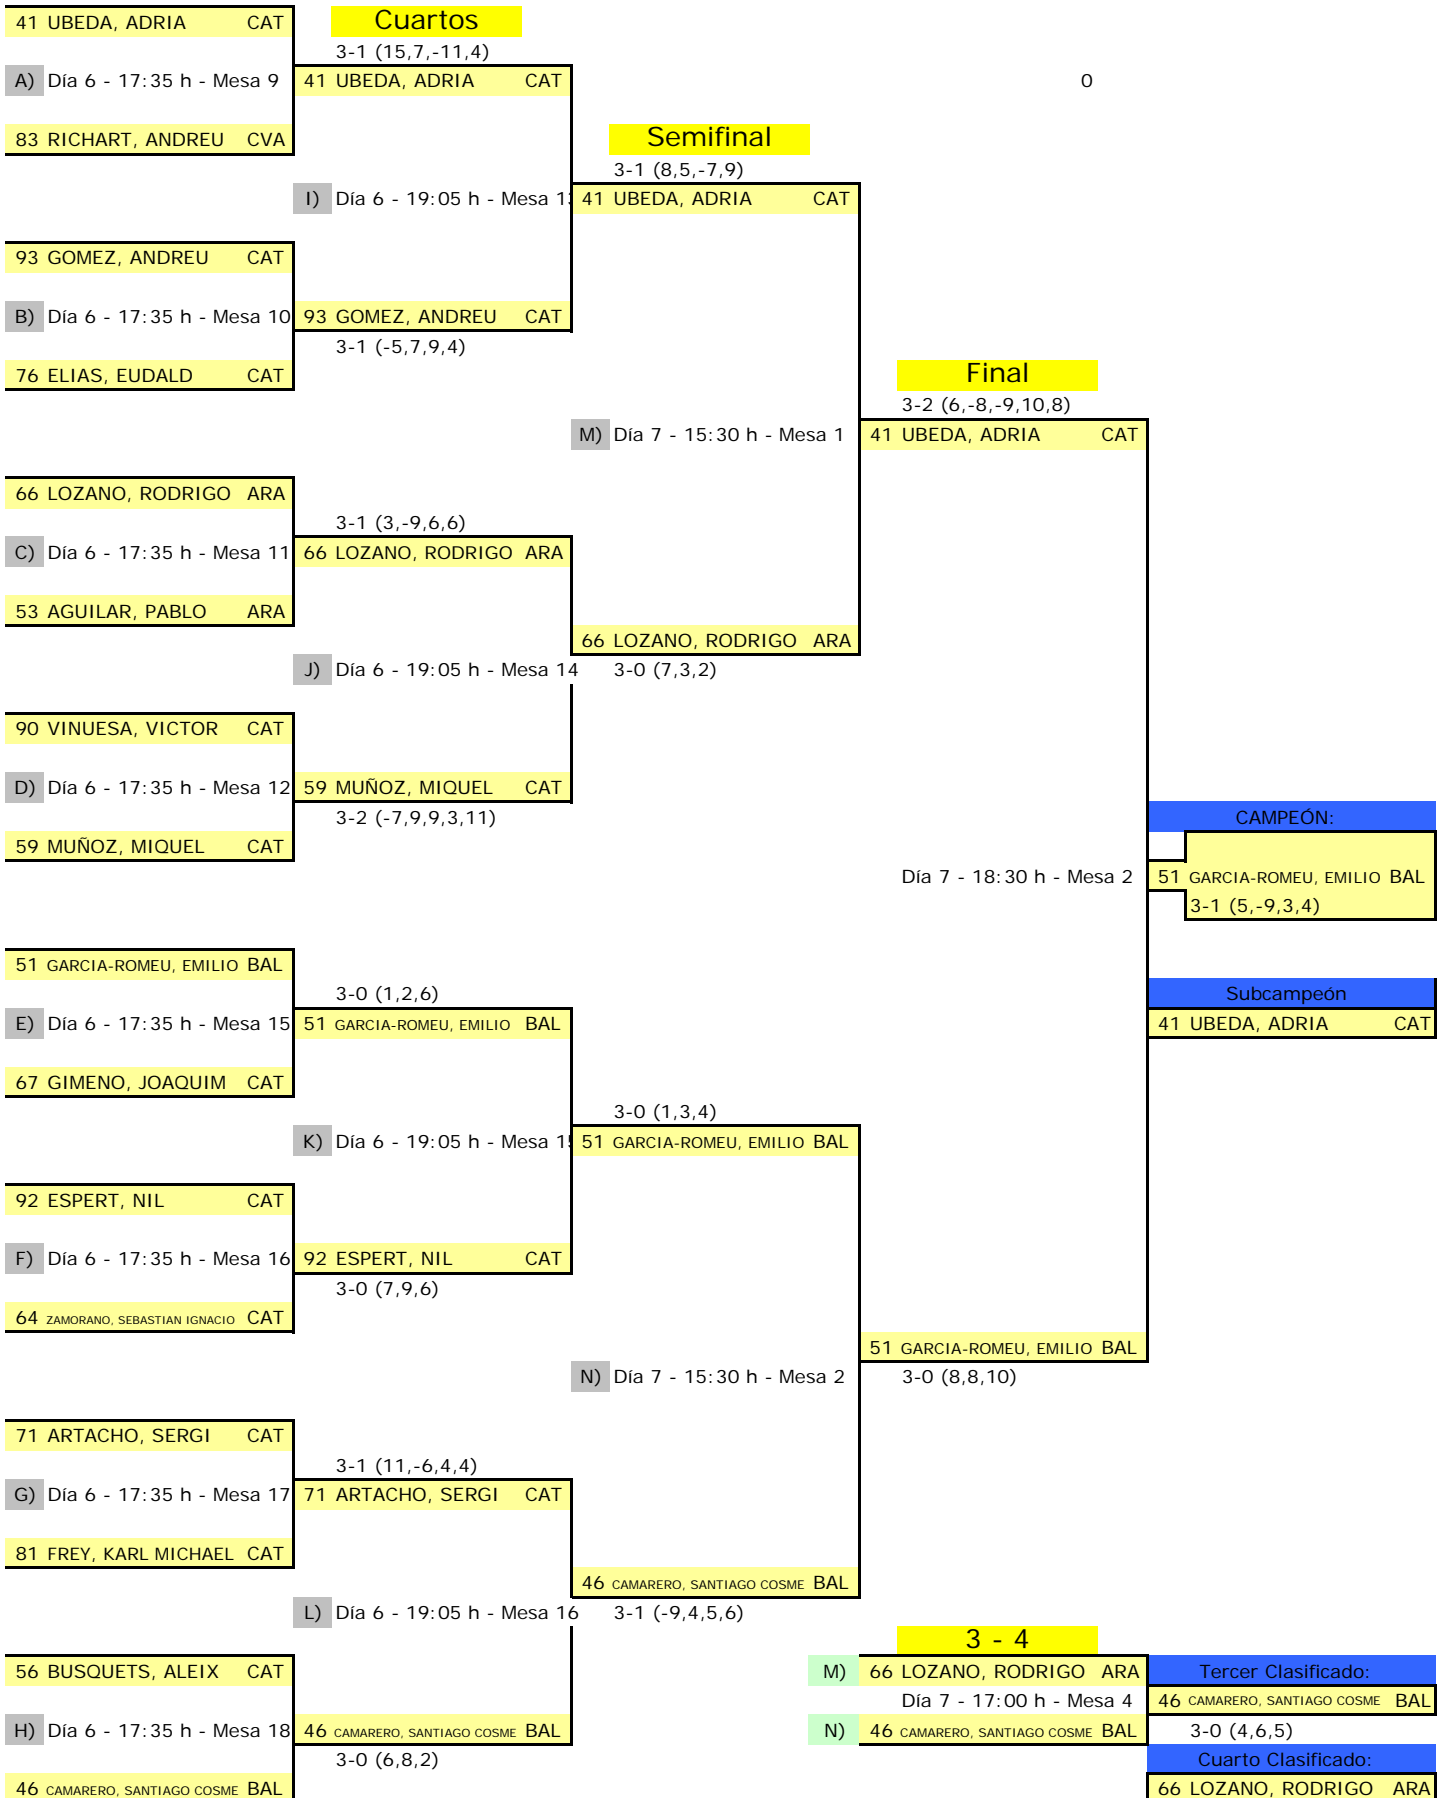 41 UBEDA, ADRIA CAT
Cuartos
3-1 (15,7,-11,4)
A) Día 6 - 17:35 h - Mesa 9
41 UBEDA, ADRIA CAT
0
83 RICHART, ANDREU CVA
Semifinal
3-1 (8,5,-7,9)
I) Día 6 - 19:05 h - Mesa 13
41 UBEDA, ADRIA CAT
93 GOMEZ, ANDREU CAT
B) Día 6 - 17:35 h - Mesa 10
93 GOMEZ, ANDREU CAT
3-1 (-5,7,9,4)
76 ELIAS, EUDALD CAT
Final
3-2 (6,-8,-9,10,8)
M) Día 7 - 15:30 h - Mesa 1
41 UBEDA, ADRIA CAT
66 LOZANO, RODRIGO ARA
3-1 (3,-9,6,6)
C) Día 6 - 17:35 h - Mesa 11
66 LOZANO, RODRIGO ARA
53 AGUILAR, PABLO ARA
66 LOZANO, RODRIGO ARA
J) Día 6 - 19:05 h - Mesa 14
3-0 (7,3,2)
90 VINUESA, VICTOR CAT
D) Día 6 - 17:35 h - Mesa 12
59 MUÑOZ, MIQUEL CAT
3-2 (-7,9,9,3,11)
CAMPEÓN:
59 MUÑOZ, MIQUEL CAT
Día 7 - 18:30 h - Mesa 2
51 GARCIA-ROMEU, EMILIO BAL
3-1 (5,-9,3,4)
51 GARCIA-ROMEU, EMILIO BAL
3-0 (1,2,6)
Subcampeón
E) Día 6 - 17:35 h - Mesa 15
51 GARCIA-ROMEU, EMILIO BAL
41 UBEDA, ADRIA CAT
67 GIMENO, JOAQUIM CAT
3-0 (1,3,4)
K) Día 6 - 19:05 h - Mesa 15
51 GARCIA-ROMEU, EMILIO BAL
92 ESPERT, NIL CAT
F) Día 6 - 17:35 h - Mesa 16
92 ESPERT, NIL CAT
3-0 (7,9,6)
64 ZAMORANO, SEBASTIAN IGNACIO CAT
51 GARCIA-ROMEU, EMILIO BAL
N) Día 7 - 15:30 h - Mesa 2
3-0 (8,8,10)
71 ARTACHO, SERGI CAT
3-1 (11,-6,4,4)
G) Día 6 - 17:35 h - Mesa 17
71 ARTACHO, SERGI CAT
81 FREY, KARL MICHAEL CAT
46 CAMARERO, SANTIAGO COSME BAL
L) Día 6 - 19:05 h - Mesa 16
3-1 (-9,4,5,6)
3 - 4
56 BUSQUETS, ALEIX CAT
M) 66 LOZANO, RODRIGO ARA
Tercer Clasificado:
Día 7 - 17:00 h - Mesa 4
46 CAMARERO, SANTIAGO COSME BAL
H) Día 6 - 17:35 h - Mesa 18
46 CAMARERO, SANTIAGO COSME BAL
N) 46 CAMARERO, SANTIAGO COSME BAL
3-0 (4,6,5)
3-0 (6,8,2)
Cuarto Clasificado:
46 CAMARERO, SANTIAGO COSME BAL
66 LOZANO, RODRIGO ARA